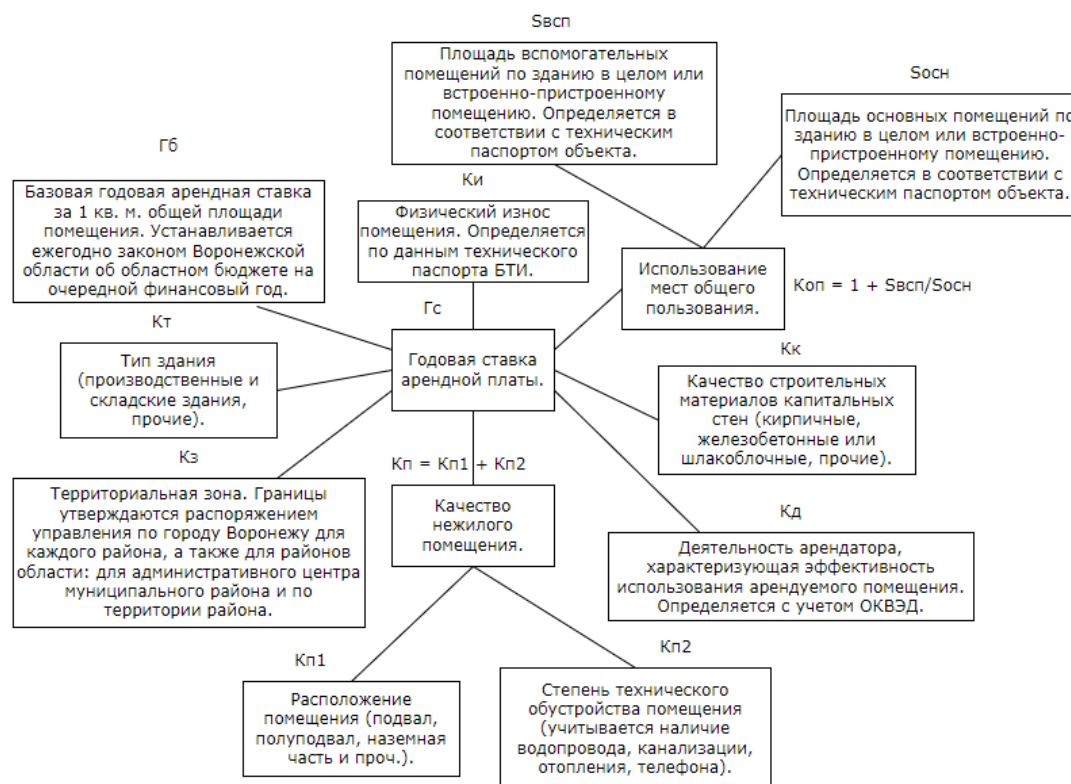 Sвсп
Площадь вспомогательных
помещений по зданию в целом или
встроенно-пристроенному
помещению. Определяется в
соответствии с техническим
паспортом объекта.
Sосн
Площадь основных помещений по
зданию в целом или встроенно-
пристроенному помещению.
Определяется в соответствии с
техническим паспортом объекта.
Гб
Базовая годовая арендная ставка
за 1 кв. м. общей площади
помещения. Устанавливается
ежегодно законом Воронежской
области об областном бюджете на
очередной финансовый год.
Ки
Физический износ
помещения. Определяется
по данным технического
паспорта БТИ.
Использование
мест общего
пользования.
Коп = 1 + Sвсп/Sосн
Кт
Тип здания
(производственные и
складские здания,
прочие).
Гс
Годовая ставка
арендной платы.
Кк
Качество строительных
материалов капитальных
стен (кирпичные,
железобетонные или
шлакоблочные, прочие).
Кз
Территориальная зона. Границы
утверждаются распоряжением
управления по городу Воронежу для
каждого района, а также для районов
области: для административного центра
муниципального района и по
территории района.
Кп = Кп1 + Кп2
Качество
нежилого
помещения.
Кд
Деятельность арендатора,
характеризующая эффективность
использования арендуемого помещения.
Определяется с учетом ОКВЭД.
Кп1
Расположение
помещения (подвал,
полуподвал, наземная
часть и проч.).
Кп2
Степень технического
обустройства помещения
(учитывается наличие
водопровода, канализации,
отопления, телефона).